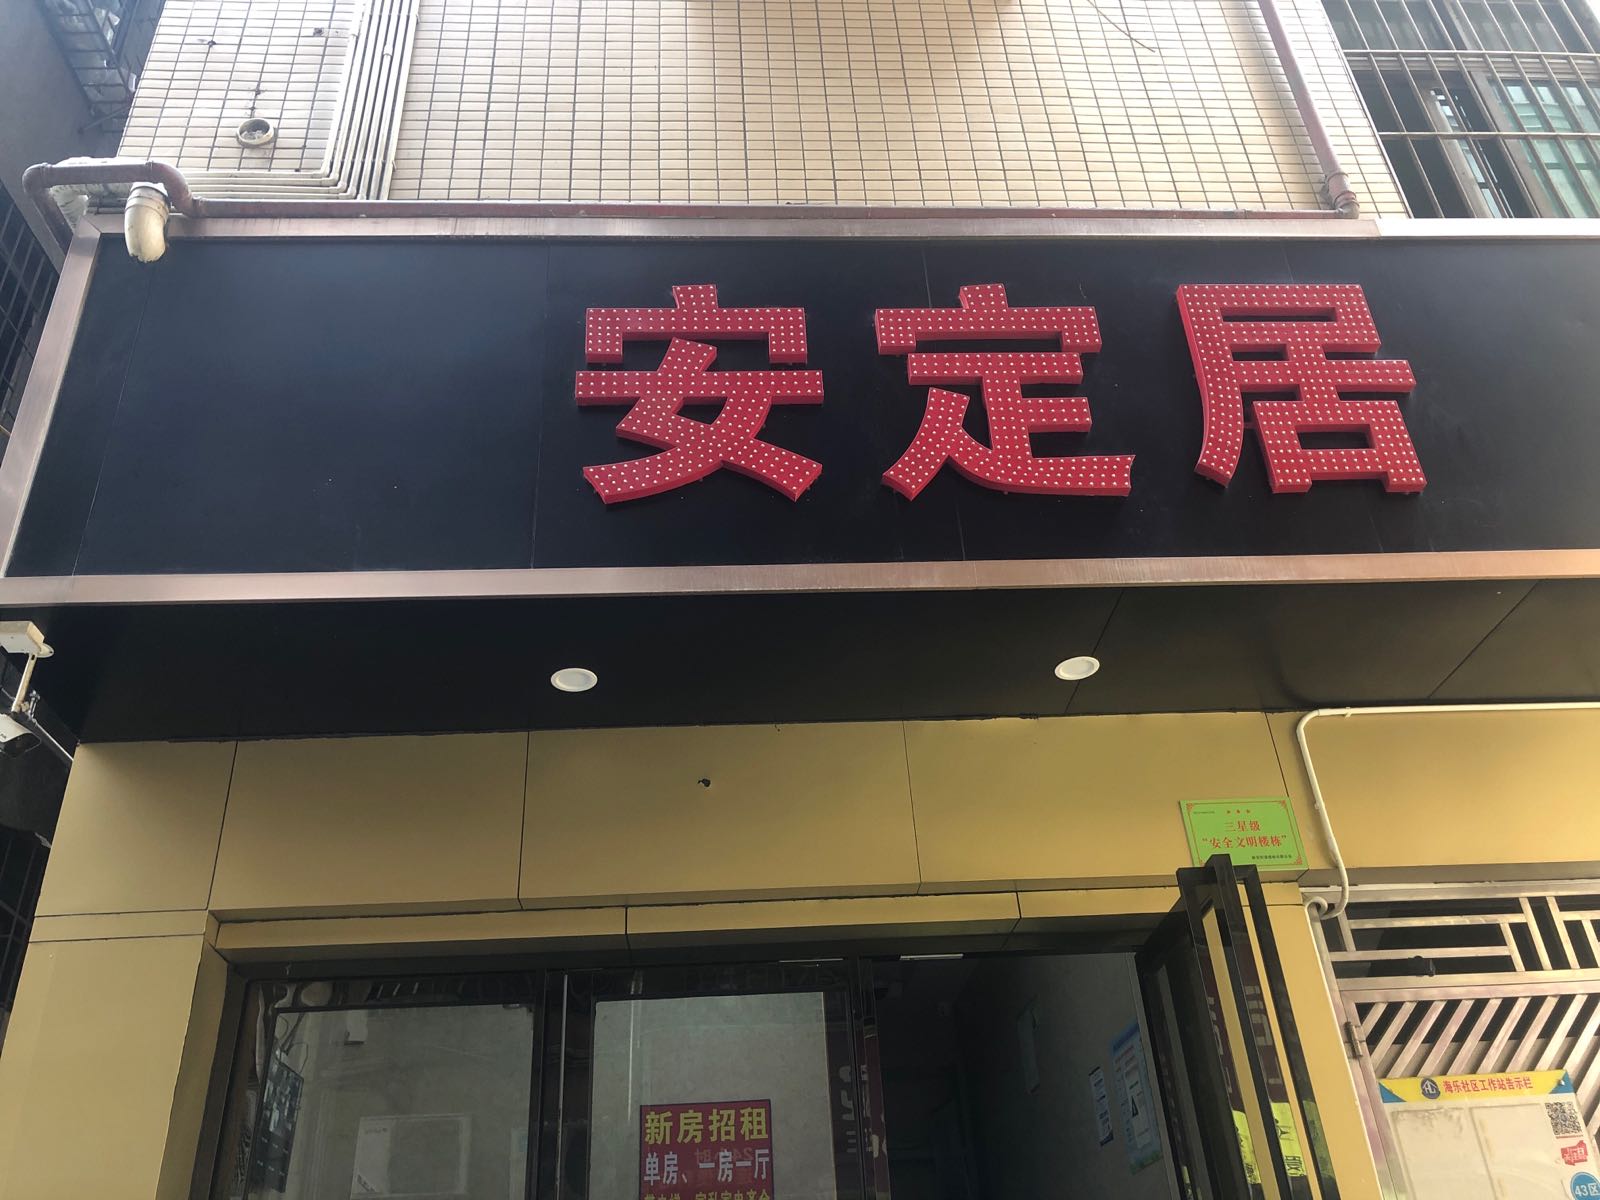 安定居
三星级
“安全文明楼栋”
海乐社区工作站告示栏
新房招租
单房、一房一厅
43区